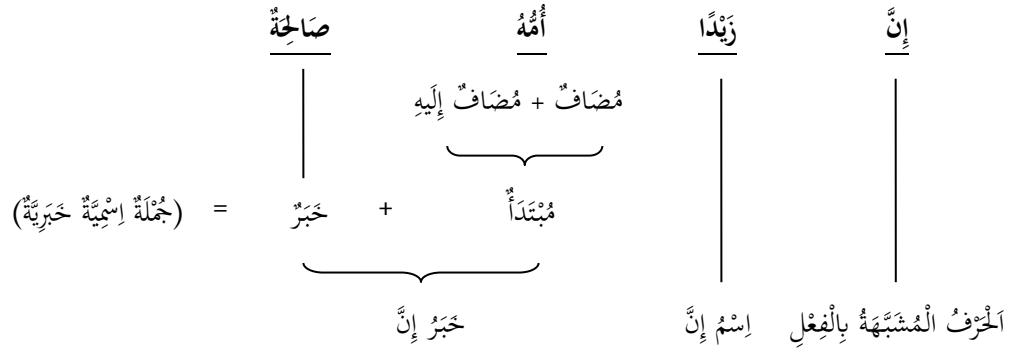 إِنَّ زَيْدًا أُمُّهُ صَالِحَةٌ
مُضَافٌ + مُضَافٌ إِلَيهِ
مُبْتَدَأٌ + خَبَرٌ = (جُمْلَةٌ اِسْمِيَّةٌ خَبَرِيَّةٌ)
اَلْحَرْفُ الْمُشَبَّهَةُ بِالْفِعْلِ اِسْمُ إِنَّ خَبَرُ إِنَّ